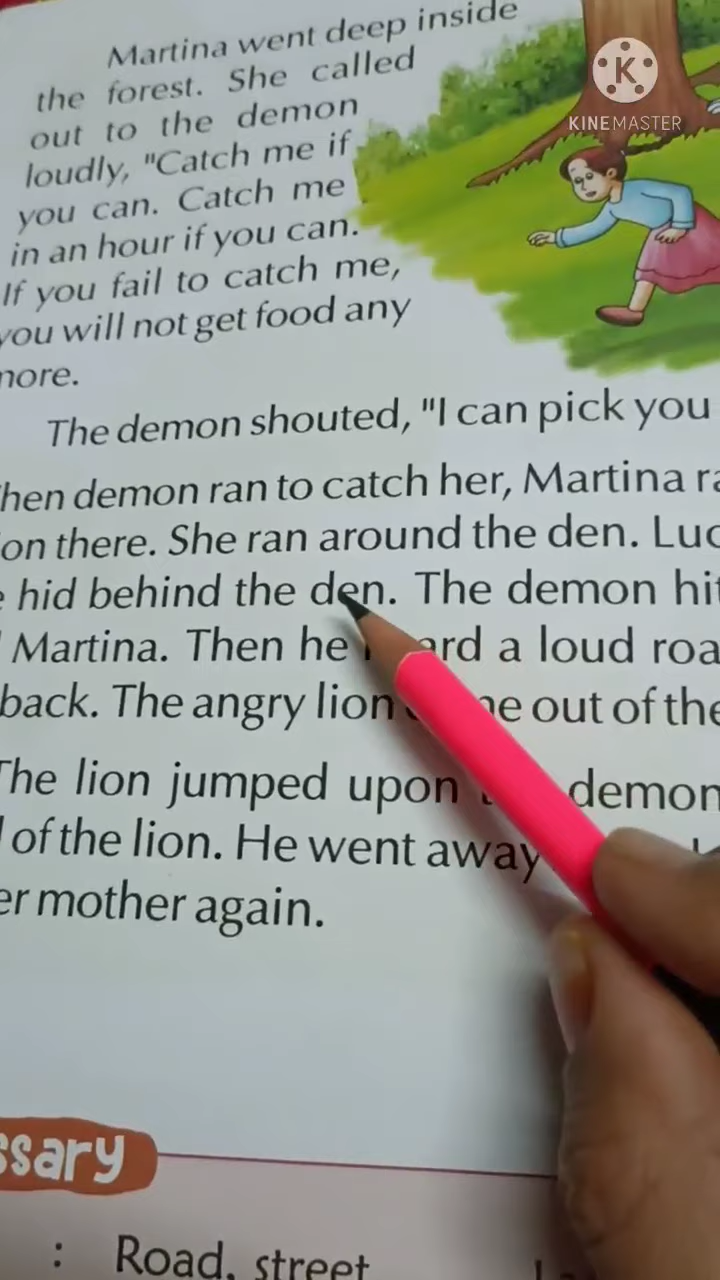 Martina went deep inside
the forest. She called
out to the demon
loudly, "Catch me if
you can. Catch me
in an hour if you can.
If you fail to catch me,
you will not get food any
more.
The demon shouted, "I can pick you
hen demon ran to catch her, Martina ra
on there. She ran around the den. Luc
hid behind the den. The demon hit
Martina. Then he a loud roa
back. The angry lion out of the
The lion jumped upon demon
of the lion. He went away
er mother again.
ssary
: Road, street
K
KINEMASTER